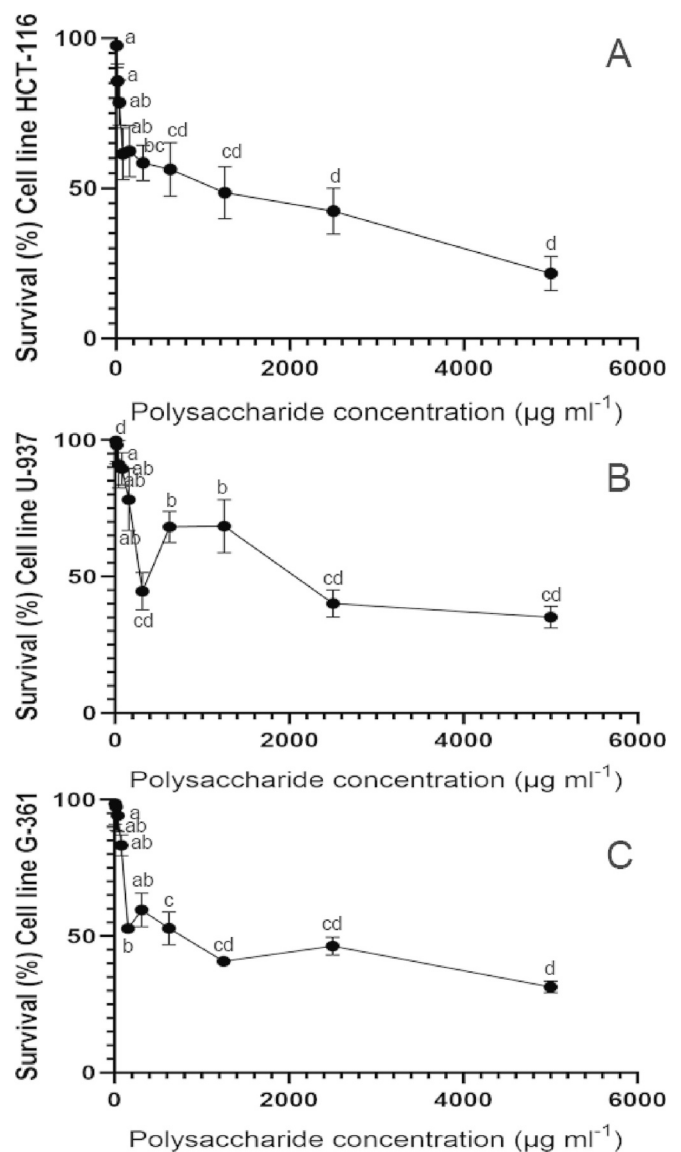 Survival (%) Cell line HCT-116
A
100
50
0
a
a
ab
ab
bc
cd
cd
d
d
0 2000 4000 6000
Polysaccharide concentration (µg ml⁻¹)
Survival (%) Cell line U-937
B
100
50
0
d
a
ab
ab
ab
cd
b
b
cd
cd
0 2000 4000 6000
Polysaccharide concentration (µg ml⁻¹)
Survival (%) Cell line G-361
C
100
50
0
a
ab
ab
b
ab
c
cd
cd
d
0 2000 4000 6000
Polysaccharide concentration (µg ml⁻¹)